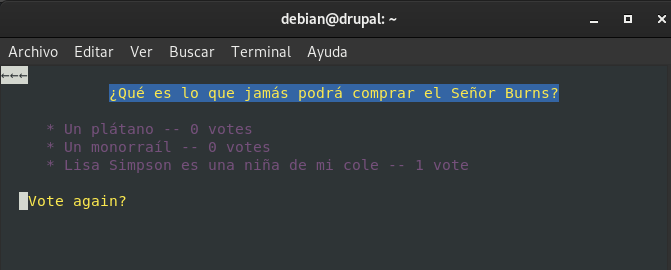 debian@drupal: ~
Archivo Editar Ver Buscar Terminal Ayuda
←←←
¿Qué es lo que jamás podrá comprar el Señor Burns?
* Un plátano -- 0 votes
* Un monorraíl -- 0 votes
* Lisa Simpson es una niña de mi cole -- 1 vote
Vote again?